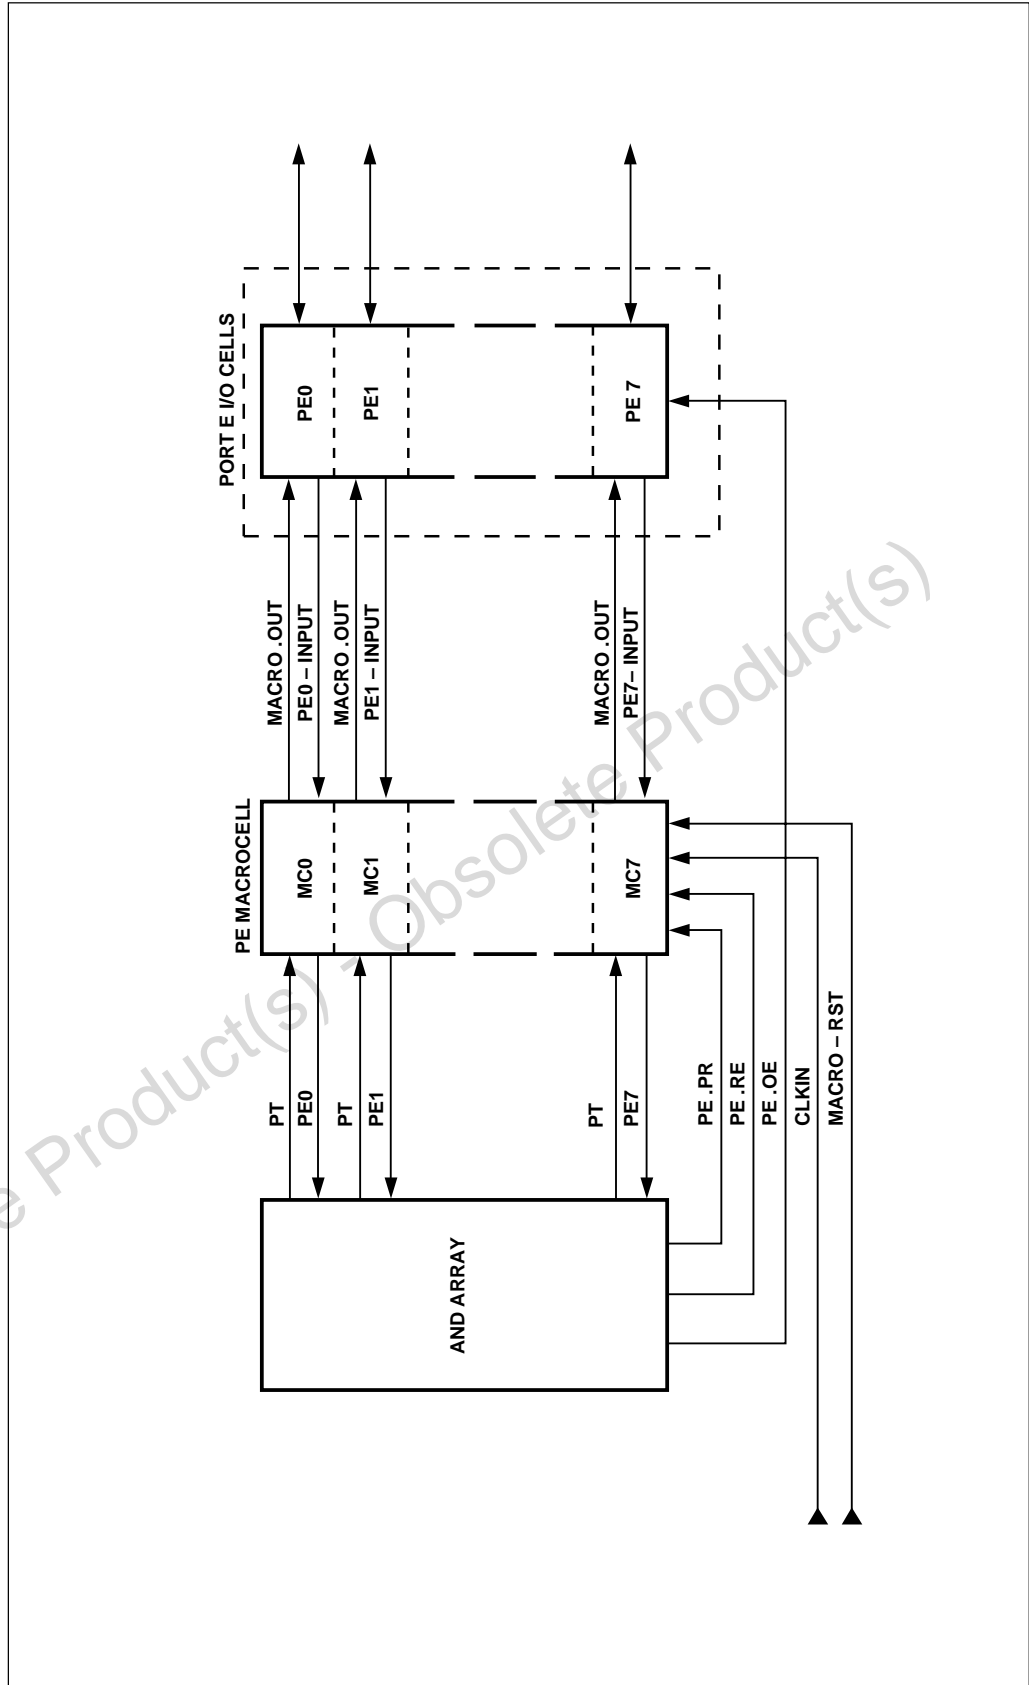 PORT E I/O CELLS
PE0
PE1
PE 7
MACRO .OUT
PE0 – INPUT
MACRO .OUT
PE1 – INPUT
MACRO .OUT
PE7– INPUT
PE MACROCELL
MC0
MC1
MC7
PT
PE0
PT
PE1
PT
PE7
PE .PR
PE .RE
PE .OE
CLKIN
MACRO – RST
AND ARRAY
e Product(s) - Obsolete Product(s)